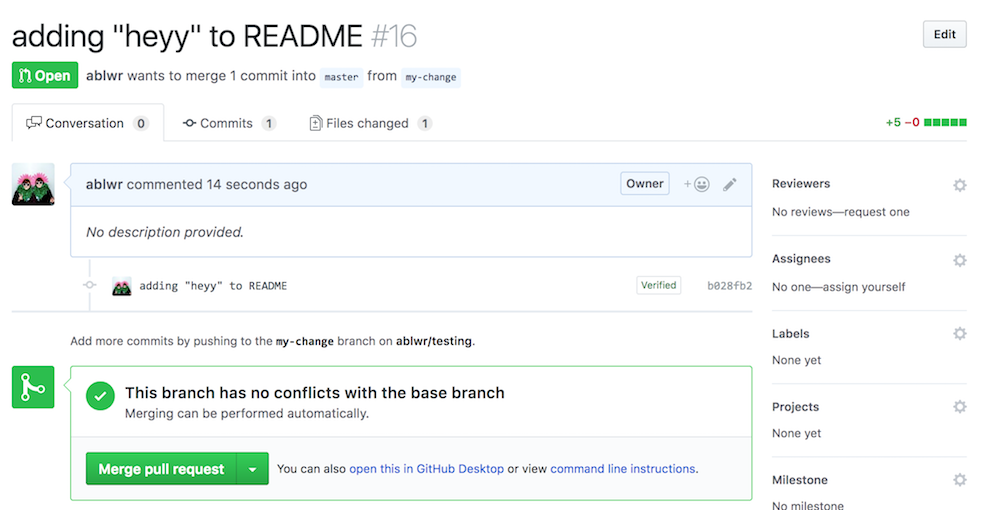 adding "heyy" to README #16
Edit
Open ablwr wants to merge 1 commit into master from my-change
Conversation 0 Commits 1 Files changed 1 +5 −0
ablwr commented 14 seconds ago Owner +
No description provided.
adding "heyy" to README Verified b028fb2
Add more commits by pushing to the my-change branch on ablwr/testing.
This branch has no conflicts with the base branch
Merging can be performed automatically.
Merge pull request You can also open this in GitHub Desktop or view command line instructions.
Reviewers
No reviews—request one
Assignees
No one—assign yourself
Labels
None yet
Projects
None yet
Milestone
No milestone